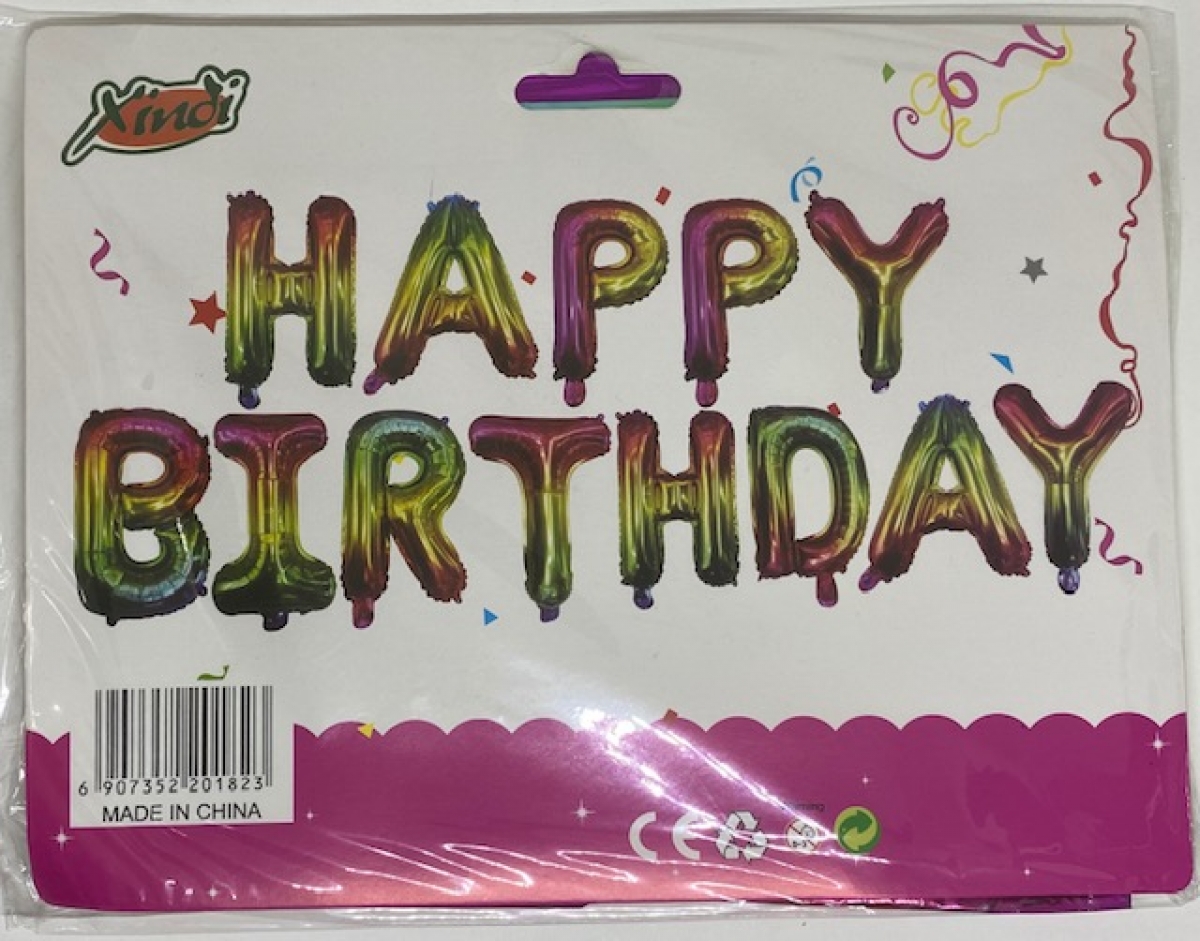 Xindi
HAPPY
BIRTHDAY
6 907352 201823
MADE IN CHINA
CE